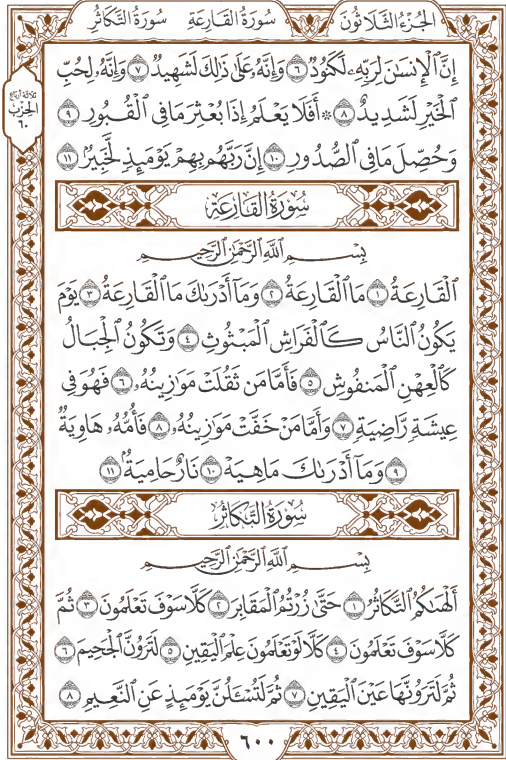 الجزء الثلاثون سورة القارعة سورة التكاثر
ثلاثة أرباع
الحزب
٦٠
إِنَّ ٱلْإِنسَٰنَ لِرَبِّهِۦ لَكَنُودٌ ٦ وَإِنَّهُۥ عَلَىٰ ذَٰلِكَ لَشَهِيدٌ ٧ وَإِنَّهُۥ لِحُبِّ
ٱلْخَيْرِ لَشَدِيدٌ ٨ ۞ أَفَلَا يَعْلَمُ إِذَا بُعْثِرَ مَا فِي ٱلْقُبُورِ ٩
وَحُصِّلَ مَا فِي ٱلصُّدُورِ ١٠ إِنَّ رَبَّهُم بِهِمْ يَوْمَئِذٍ لَّخَبِيرٌۢ ١١
سُورَةُ القَارِعَةِ
بِسْمِ ٱللَّهِ ٱلرَّحْمَٰنِ ٱلرَّحِيمِ
ٱلْقَارِعَةُ ١ مَا ٱلْقَارِعَةُ ٢ وَمَآ أَدْرَىٰكَ مَا ٱلْقَارِعَةُ ٣ يَوْمَ
يَكُونُ ٱلنَّاسُ كَٱلْفَرَاشِ ٱلْمَبْثُوثِ ٤ وَتَكُونُ ٱلْجِبَالُ
كَٱلْعِهْنِ ٱلْمَنفُوشِ ٥ فَأَمَّا مَن ثَقُلَتْ مَوَٰزِينُهُۥ ٦ فَهُوَ فِي
عِيشَةٍ رَّاضِيَةٍ ٧ وَأَمَّا مَنْ خَفَّتْ مَوَٰزِينُهُۥ ٨ فَأُمُّهُۥ هَاوِيَةٌ
٩ وَمَآ أَدْرَىٰكَ مَا هِيَهْ ١٠ نَارٌ حَامِيَةٌۢ ١١
سُورَةُ التَّكَاثُرِ
بِسْمِ ٱللَّهِ ٱلرَّحْمَٰنِ ٱلرَّحِيمِ
أَلْهَىٰكُمُ ٱلتَّكَاثُرُ ١ حَتَّىٰ زُرْتُمُ ٱلْمَقَابِرَ ٢ كَلَّا سَوْفَ تَعْلَمُونَ ٣ ثُمَّ
كَلَّا سَوْفَ تَعْلَمُونَ ٤ كَلَّا لَوْ تَعْلَمُونَ عِلْمَ ٱلْيَقِينِ ٥ لَتَرَوُنَّ ٱلْجَحِيمَ ٦
ثُمَّ لَتَرَوُنَّهَا عَيْنَ ٱلْيَقِينِ ٧ ثُمَّ لَتُسْـَٔلُنَّ يَوْمَئِذٍ عَنِ ٱلنَّعِيمِ ٨
٦٠٠